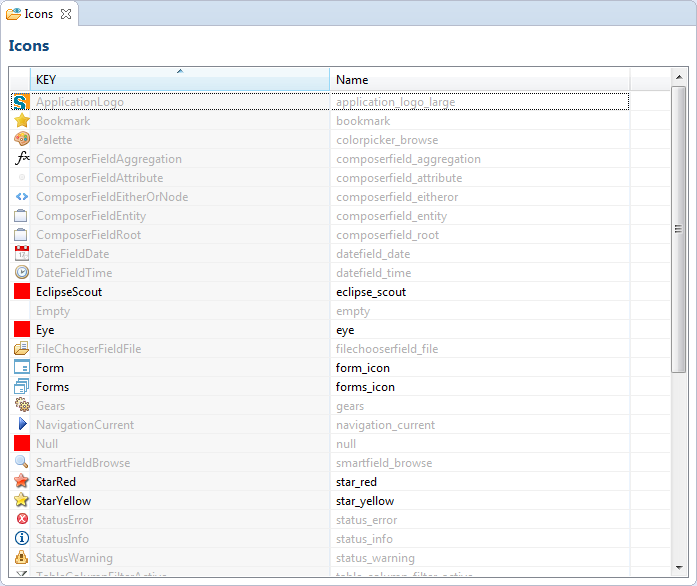 Icons
Icons
KEY Name
ApplicationLogo application_logo_large
Bookmark bookmark
Palette colorpicker_browse
ComposerFieldAggregation composerfield_aggregation
ComposerFieldAttribute composerfield_attribute
ComposerFieldEitherOrNode composerfield_eitheror
ComposerFieldEntity composerfield_entity
ComposerFieldRoot composerfield_root
DateFieldDate datefield_date
DateFieldTime datefield_time
EclipseScout eclipse_scout
Empty empty
Eye eye
FileChooserFieldFile filechooserfield_file
Form form_icon
Forms forms_icon
Gears gears
NavigationCurrent navigation_current
Null null
SmartFieldBrowse smartfield_browse
StarRed star_red
StarYellow star_yellow
StatusError status_error
StatusInfo status_info
StatusWarning status_warning
TableColumnFilterActive table_column_filter_active